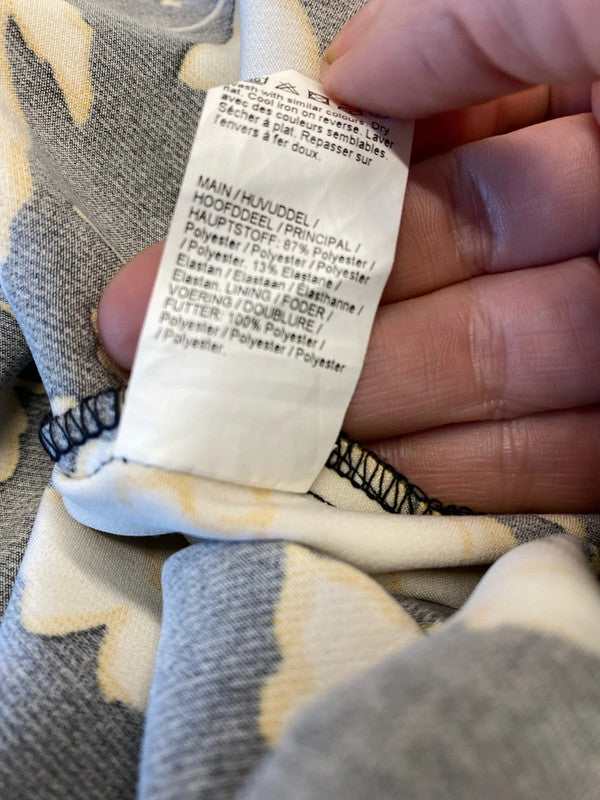 Wash with similar colours. Dry
flat. Cool iron on reverse. Laver
avec des couleurs semblables.
Sécher à plat. Repasser sur
l'envers à fer doux.
MAIN / HUVUDDEL /
HOOFDDEEL / PRINCIPAL /
HAUPTSTOFF: 87% Polyester /
Polyester / Polyester / Polyester
/ Polyester. 13% Elastane /
Elastan / Elastaan / Élasthanne /
Elastan. LINING / FODER /
VOERING / DOUBLURE /
FUTTER: 100% Polyester /
Polyester / Polyester / Polyester
/ Polyester.